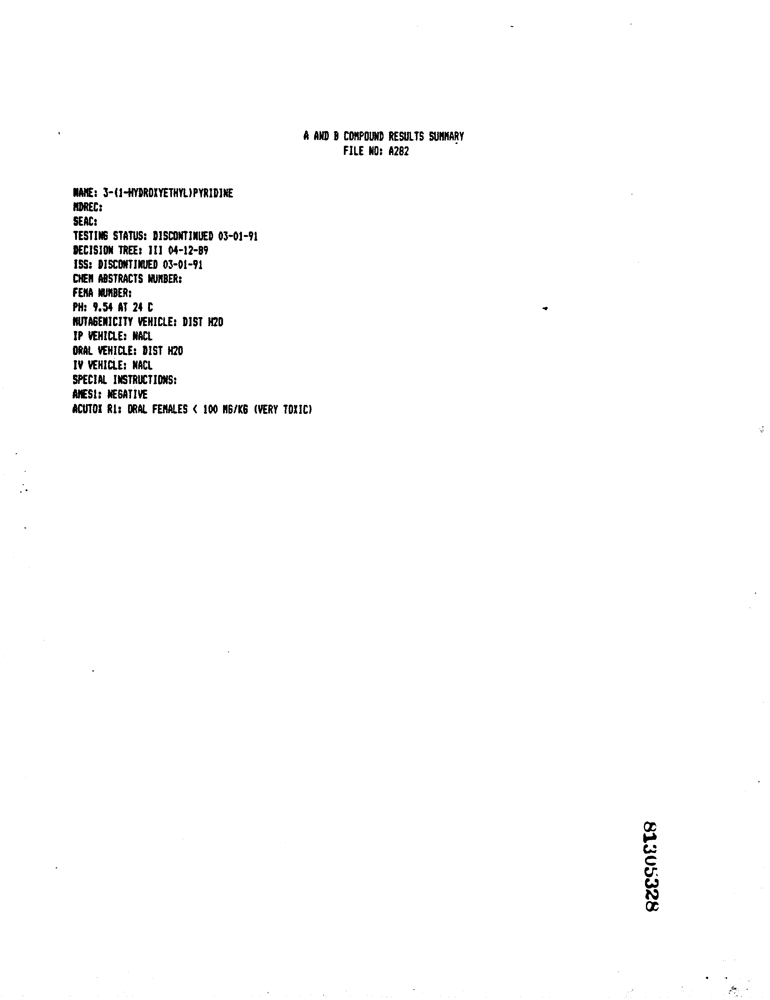 A AND B COMPOUND RESULTS SUMMARY
FILE NO: A282
NAME: 3-(1-HYDROXYETHYL)PYRIDINE
MDREC:
SEAC:
TESTING STATUS: DISCONTINUED 03-01-91
DECISION TREE: III 04-12-89
ISS: DISCONTINUED 03-01-91
CHEM ABSTRACTS NUMBER:
FEMA NUMBER:
PH: 9.54 AT 24 C
MUTAGENICITY VEHICLE: DIST H2O
IP VEHICLE: NACL
ORAL VEHICLE: DIST H2O
IV VEHICLE: NACL
SPECIAL INSTRUCTIONS:
AMES1: NEGATIVE
ACUTOX R1: ORAL FEMALES < 100 MG/KG (VERY TOXIC)
81305328